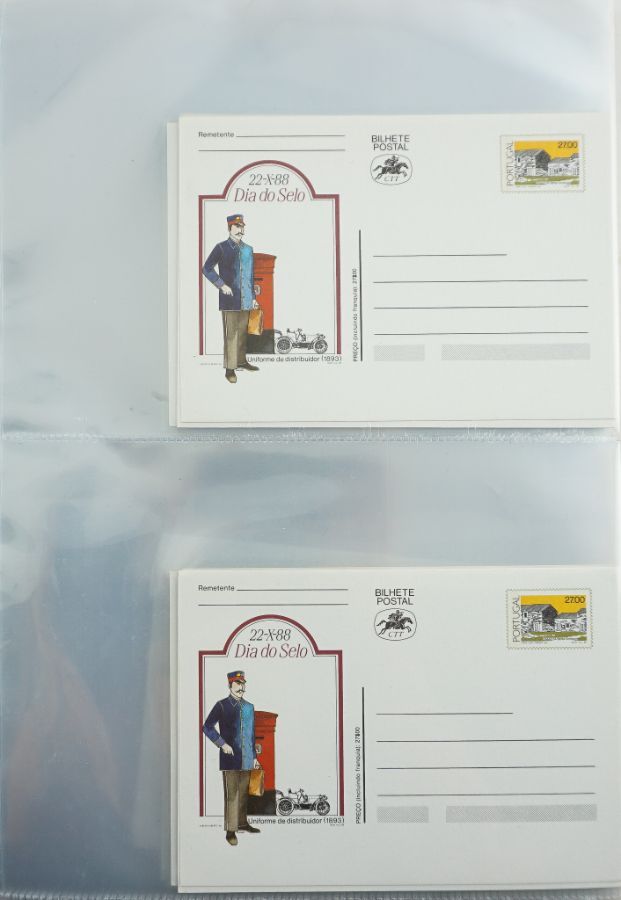 Remetente
BILHETE
POSTAL
CTT
PORTUGAL
27.00
22-X-88
Dia do Selo
PREÇO (incluindo franquia): 27$00
Uniforme de distribuidor (1893)
Remetente
BILHETE
POSTAL
CTT
PORTUGAL
27.00
22-X-88
Dia do Selo
PREÇO (incluindo franquia): 27$00
Uniforme de distribuidor (1893)